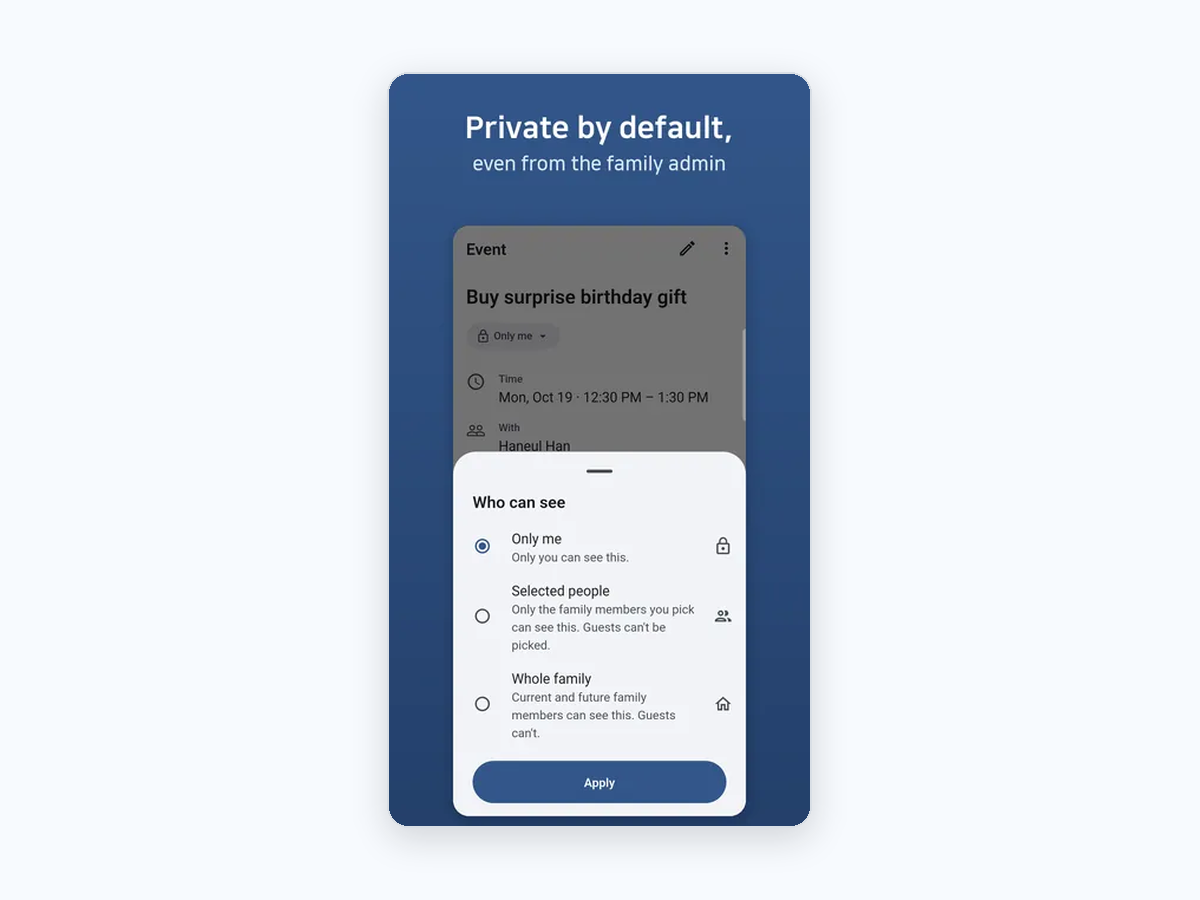 Private by default,
even from the family admin
Event
Buy surprise birthday gift
Only me
Time
Mon, Oct 19 · 12:30 PM – 1:30 PM
With
Haneul Han
Who can see
Only me
Only you can see this.
Selected people
Only the family members you pick
can see this. Guests can't be
picked.
Whole family
Current and future family
members can see this. Guests
can't.
Apply